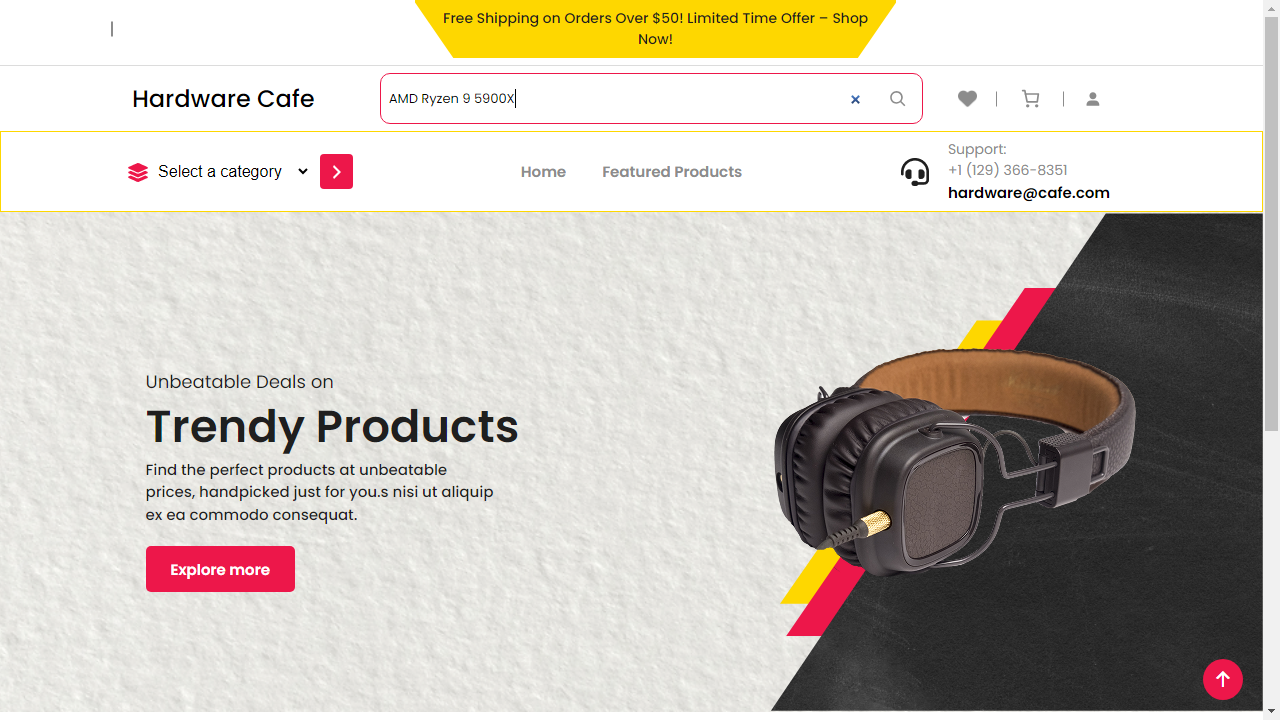 Free Shipping on Orders Over $50! Limited Time Offer – Shop
Now!
Hardware Cafe
AMD Ryzen 9 5900X
Select a category
Home
Featured Products
Support:
+1 (129) 366-8351
hardware@cafe.com
Unbeatable Deals on
Trendy Products
Find the perfect products at unbeatable
prices, handpicked just for you.s nisi ut aliquip
ex ea commodo consequat.
Explore more